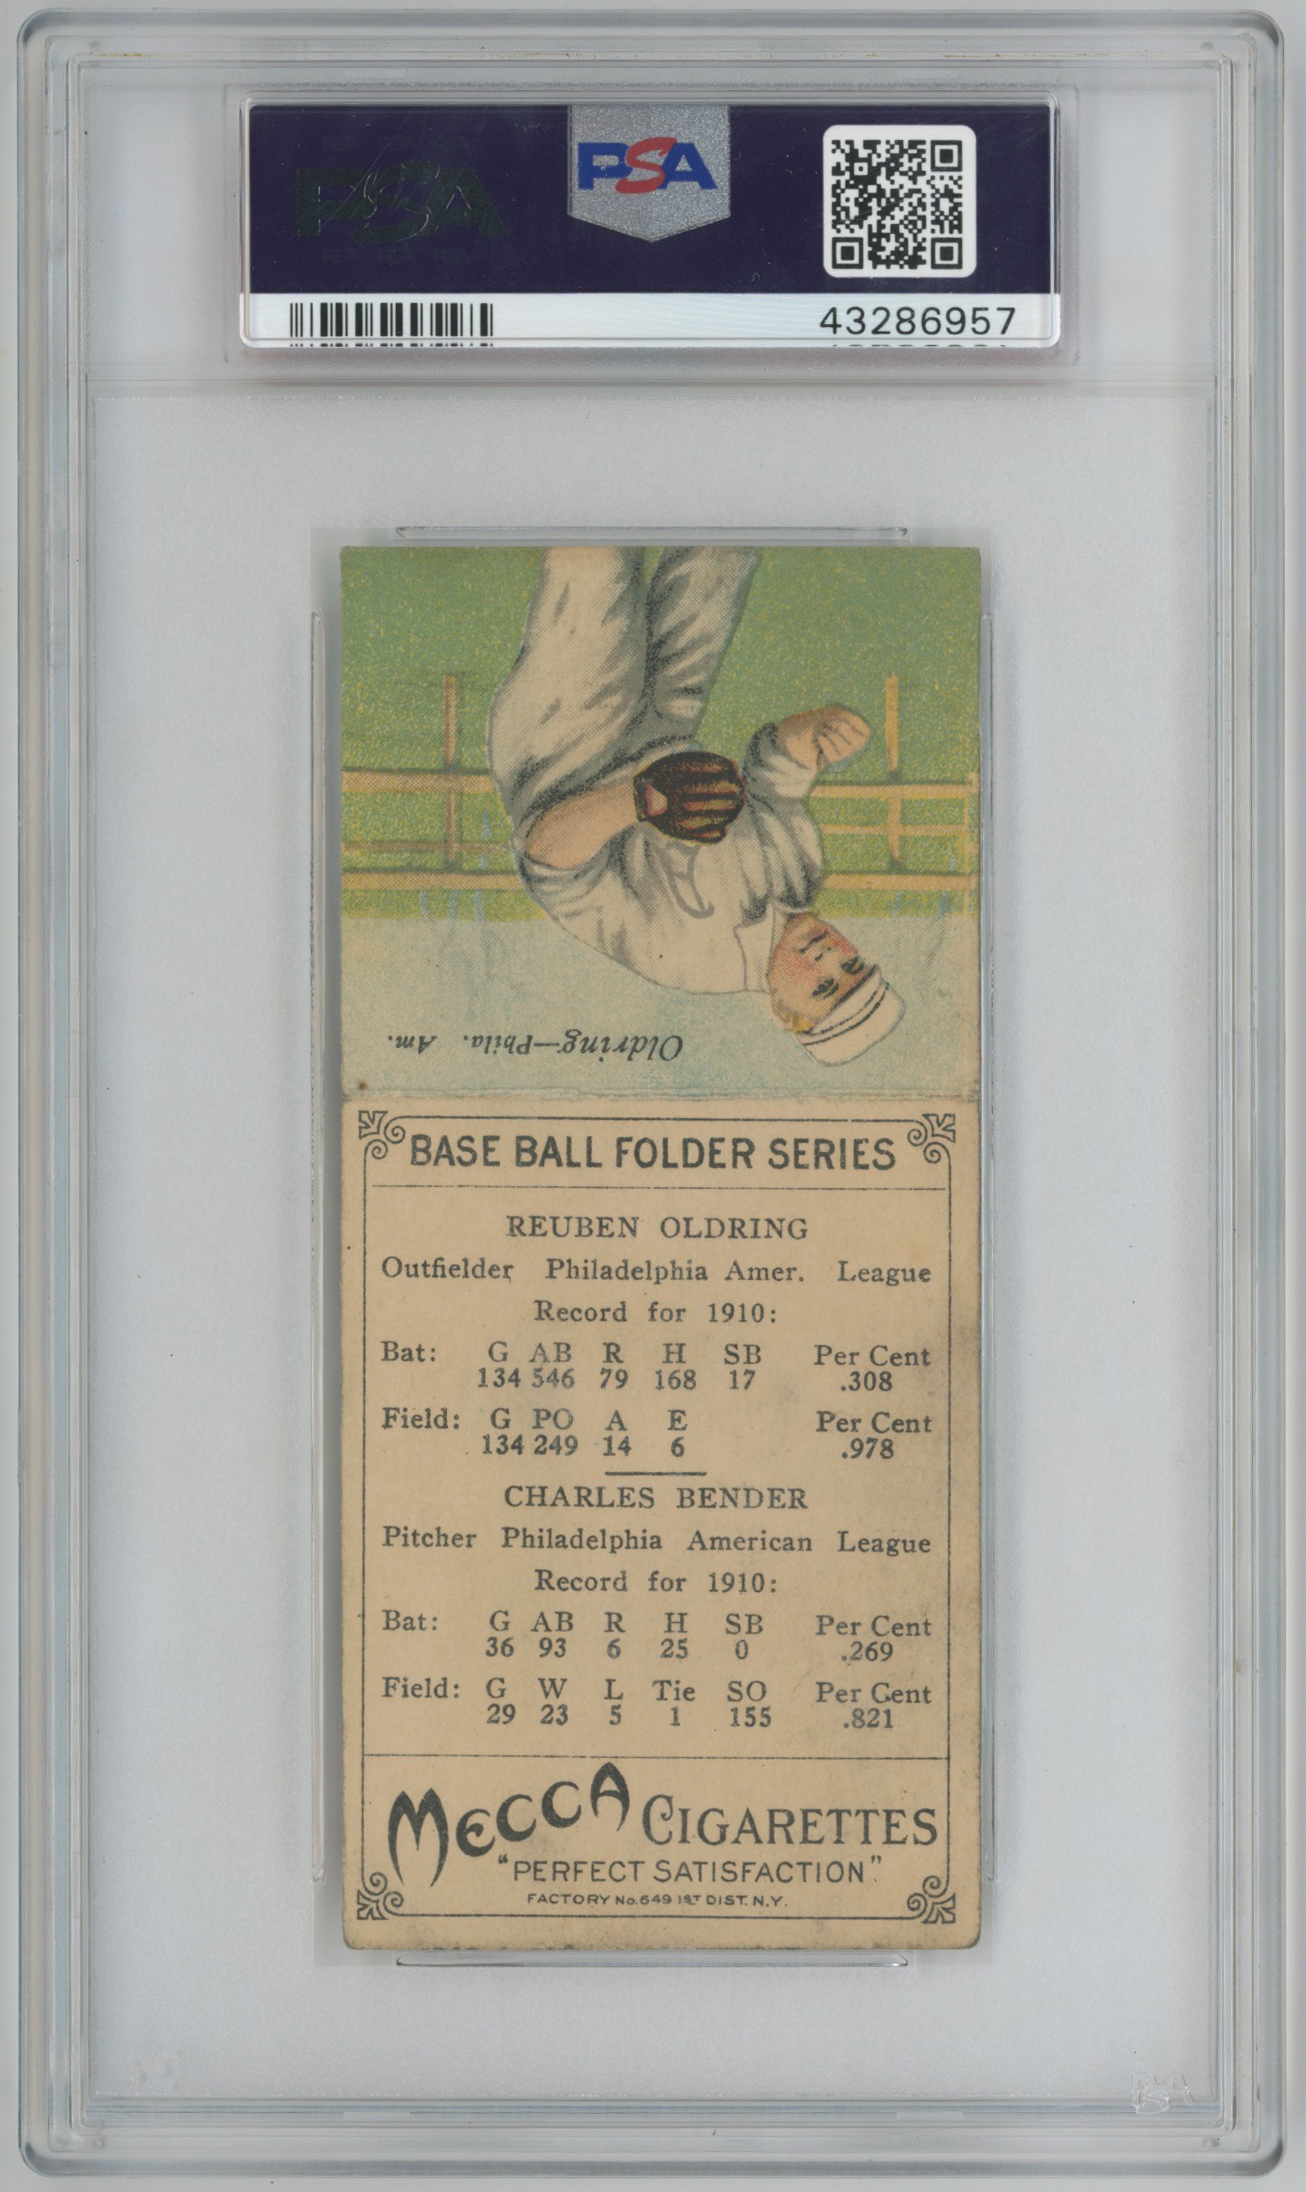 PSA
PSA
43286957
Oldring—Phila. Am.
BASE BALL FOLDER SERIES
REUBEN OLDRING
Outfielder Philadelphia Amer. League
Record for 1910:
Bat: G AB R H SB Per Cent
134 546 79 168 17 .308
Field: G PO A E Per Cent
134 249 14 6 .978
CHARLES BENDER
Pitcher Philadelphia American League
Record for 1910:
Bat: G AB R H SB Per Cent
36 93 6 25 0 .269
Field: G W L Tie SO Per Cent
29 23 5 1 155 .821
MECCA CIGARETTES
"PERFECT SATISFACTION".
FACTORY No. 649 1ST DIST. N.Y.
PSA